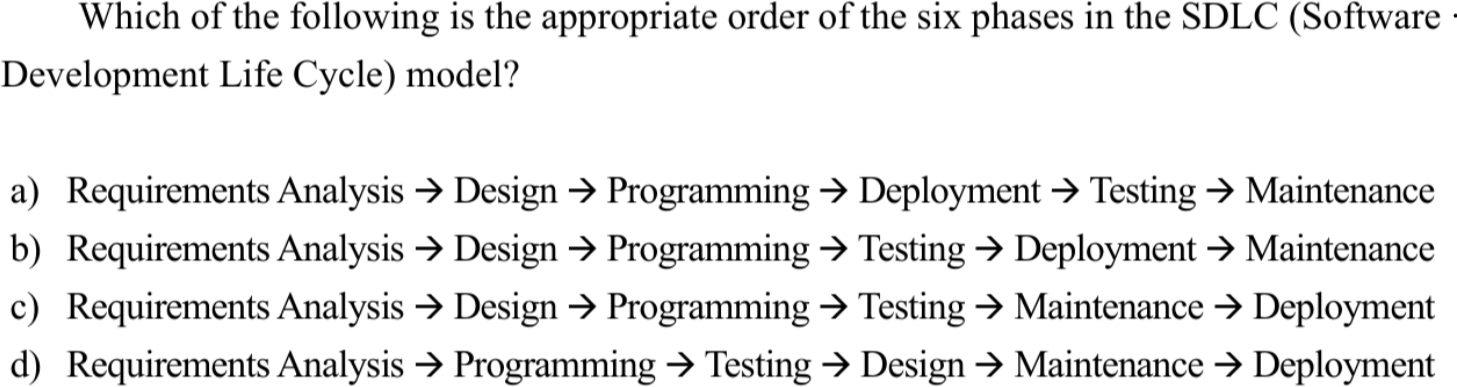 Which of the following is the appropriate order of the six phases in the SDLC (Software
Development Life Cycle) model?
a) Requirements Analysis → Design → Programming → Deployment → Testing → Maintenance
b) Requirements Analysis → Design → Programming → Testing → Deployment → Maintenance
c) Requirements Analysis → Design → Programming → Testing → Maintenance → Deployment
d) Requirements Analysis → Programming → Testing → Design → Maintenance → Deployment